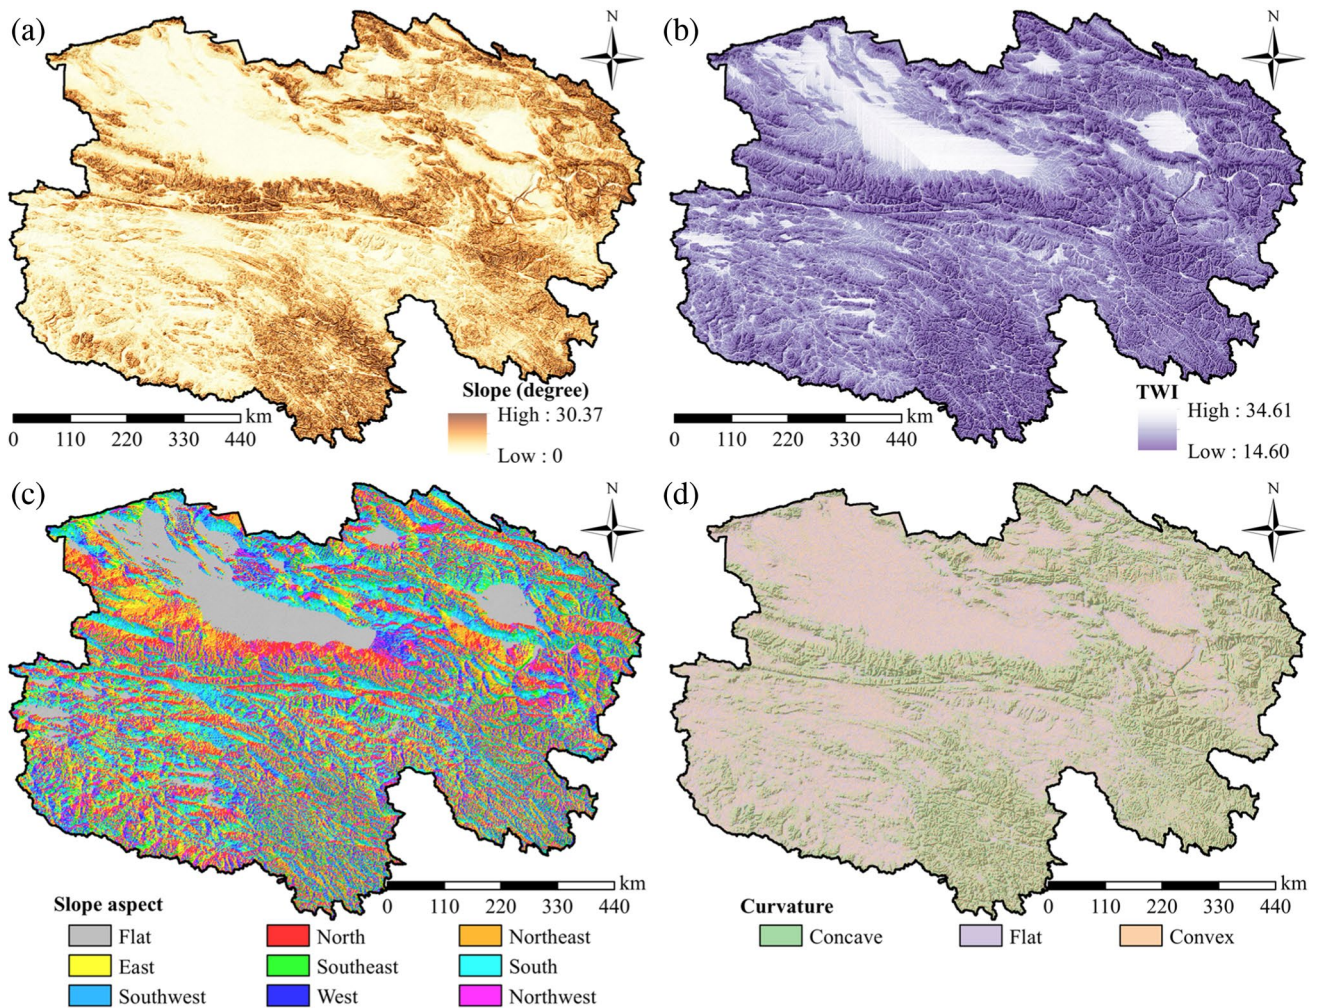 (a)
N
Slope (degree)
High : 30.37
Low : 0
km
0 110 220 330 440
(b)
N
TWI
High : 34.61
Low : 14.60
km
0 110 220 330 440
(c)
N
km
0 110 220 330 440
Slope aspect
Flat North Northeast
East Southeast South
Southwest West Northwest
(d)
N
km
0 110 220 330 440
Curvature
Concave Flat Convex